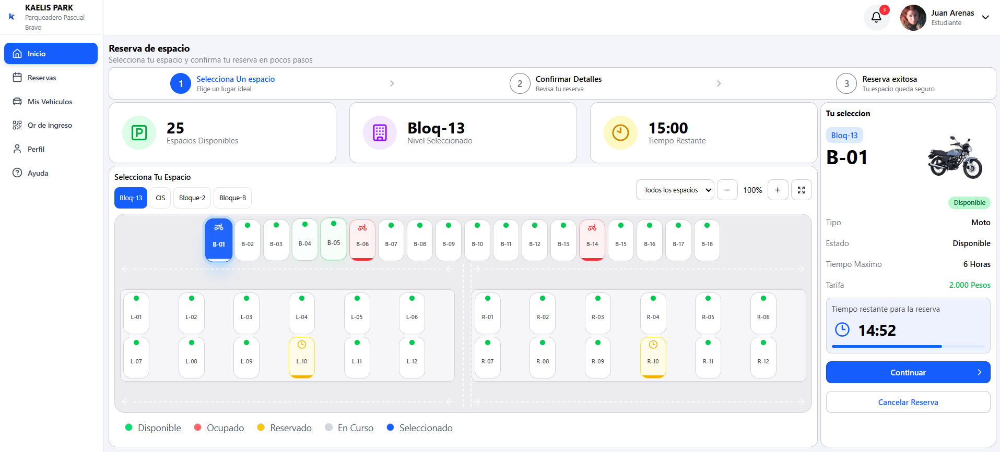 KAELIS PARK
Parqueadero Pascual
Bravo
3
Juan Arenas
Estudiante
Inicio
Reservas
Mis Vehiculos
Qr de ingreso
Perfil
Ayuda
Reserva de espacio
Selecciona tu espacio y confirma tu reserva en pocos pasos
1
Selecciona Un espacio
Elige un lugar ideal
2
Confirmar Detalles
Revisa tu reserva
3
Reserva exitosa
Tu espacio queda seguro
25
Espacios Disponibles
Bloq-13
Nivel Seleccionado
15:00
Tiempo Restante
Selecciona Tu Espacio
Bloq-13 CIS Bloque-2 Bloque-B
Todos los espacios
− 100% +
B-01 B-02 B-03 B-04 B-05 B-06 B-07 B-08 B-09 B-10 B-11 B-12 B-13 B-14 B-15 B-16 B-17 B-18
L-01 L-02 L-03 L-04 L-05 L-06 R-01 R-02 R-03 R-04 R-05 R-06
L-07 L-08 L-09 L-10 L-11 L-12 R-07 R-08 R-09 R-10 R-11 R-12
Disponible Ocupado Reservado En Curso Seleccionado
Tu seleccion
Bloq-13
B-01
Disponible
Tipo Moto
Estado Disponible
Tiempo Maximo 6 Horas
Tarifa 2.000 Pesos
Tiempo restante para la reserva
14:52
Continuar
Cancelar Reserva